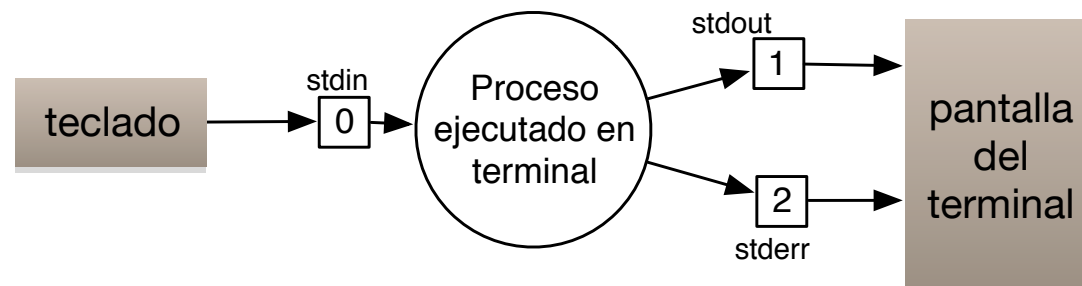 teclado
stdin
0
Proceso
ejecutado en
terminal
stdout
1
2
stderr
pantalla
del
terminal